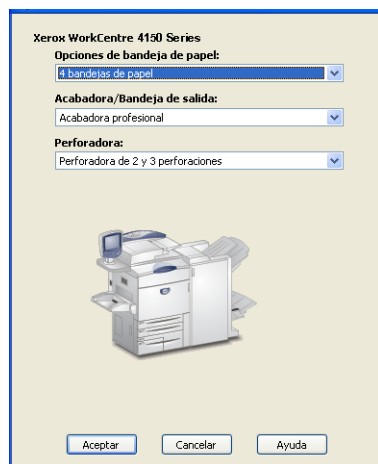 Xerox WorkCentre 4150 Series
Opciones de bandeja de papel:
4 bandejas de papel
Acabadora/Bandeja de salida:
Acabadora profesional
Perforadora:
Perforadora de 2 y 3 perforaciones
Aceptar
Cancelar
Ayuda